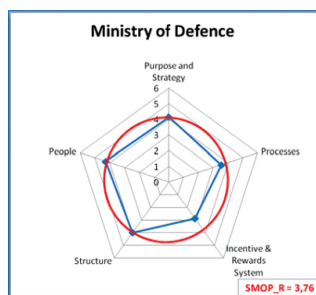 Ministry of Defence
Purpose and
Strategy
6
5
4
3
2
1
0
People
Processes
Structure
Incentive &
Rewards
System
SMOP_R = 3,76